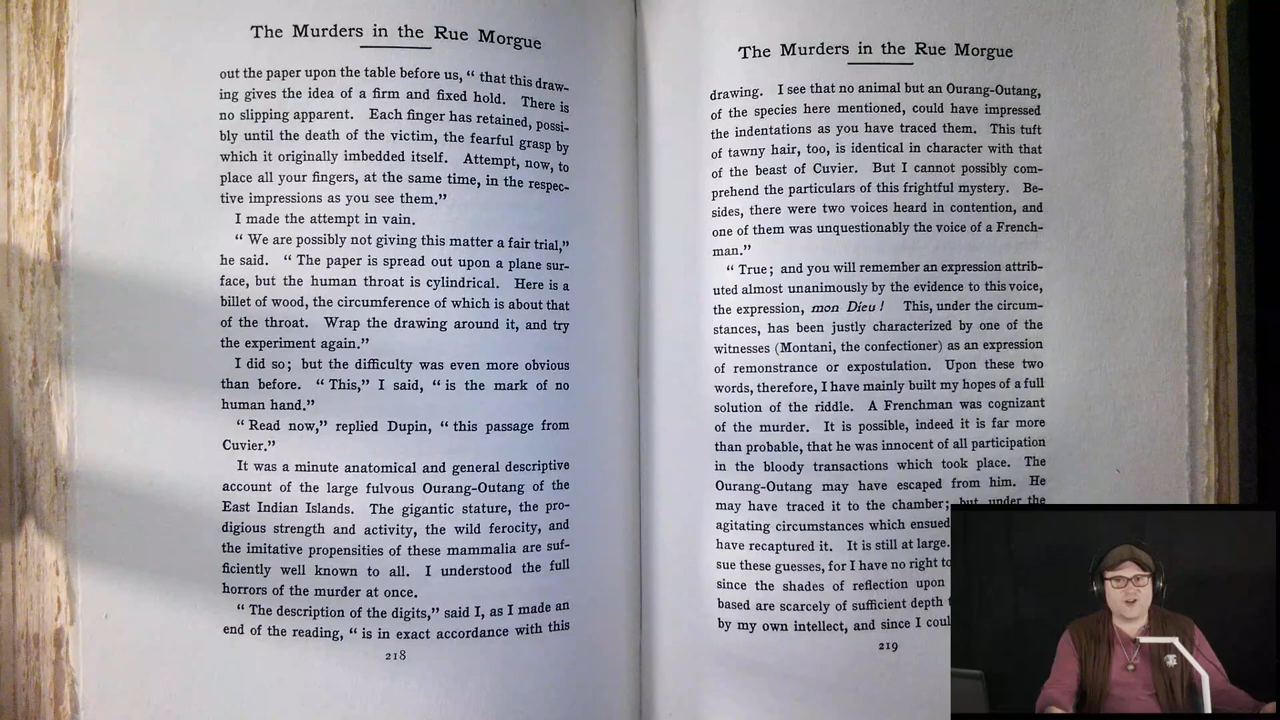 The Murders in the Rue Morgue
out the paper upon the table before us, “ that this draw-
ing gives the idea of a firm and fixed hold. There is
no slipping apparent. Each finger has retained, possi-
bly until the death of the victim, the fearful grasp by
which it originally imbedded itself. Attempt, now, to
place all your fingers, at the same time, in the respec-
tive impressions as you see them.”
I made the attempt in vain.
“ We are possibly not giving this matter a fair trial,”
he said. “ The paper is spread out upon a plane sur-
face, but the human throat is cylindrical. Here is a
billet of wood, the circumference of which is about that
of the throat. Wrap the drawing around it, and try
the experiment again.”
I did so; but the difficulty was even more obvious
than before. “ This,” I said, “ is the mark of no
human hand.”
“ Read now,” replied Dupin, “ this passage from
Cuvier.”
It was a minute anatomical and general descriptive
account of the large fulvous Ourang-Outang of the
East Indian Islands. The gigantic stature, the pro-
digious strength and activity, the wild ferocity, and
the imitative propensities of these mammalia are suf-
ficiently well known to all. I understood the full
horrors of the murder at once.
“ The description of the digits,” said I, as I made an
end of the reading, “ is in exact accordance with this
218
The Murders in the Rue Morgue
drawing. I see that no animal but an Ourang-Outang,
of the species here mentioned, could have impressed
the indentations as you have traced them. This tuft
of tawny hair, too, is identical in character with that
of the beast of Cuvier. But I cannot possibly com-
prehend the particulars of this frightful mystery. Be-
sides, there were two voices heard in contention, and
one of them was unquestionably the voice of a French-
man.”
“ True; and you will remember an expression attrib-
uted almost unanimously by the evidence to this voice,
the expression, mon Dieu! This, under the circum-
stances, has been justly characterized by one of the
witnesses (Montani, the confectioner) as an expression
of remonstrance or expostulation. Upon these two
words, therefore, I have mainly built my hopes of a full
solution of the riddle. A Frenchman was cognizant
of the murder. It is possible, indeed it is far more
than probable, that he was innocent of all participation
in the bloody transactions which took place. The
Ourang-Outang may have escaped from him. He
may have traced it to the chamber; but, under the
agitating circumstances which ensued
have recaptured it. It is still at large.
sue these guesses, for I have no right to
since the shades of reflection upon
based are scarcely of sufficient depth
by my own intellect, and since I
219